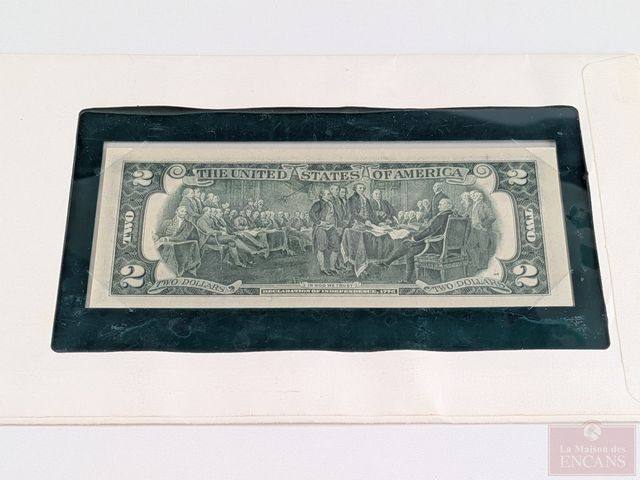 2
THE UNITED STATES OF AMERICA
2
TWO
TWO
2
2
TWO DOLLARS
IN GOD WE TRUST
TWO DOLLARS
DECLARATION OF INDEPENDENCE, 1776
La Maison des
ENCANS